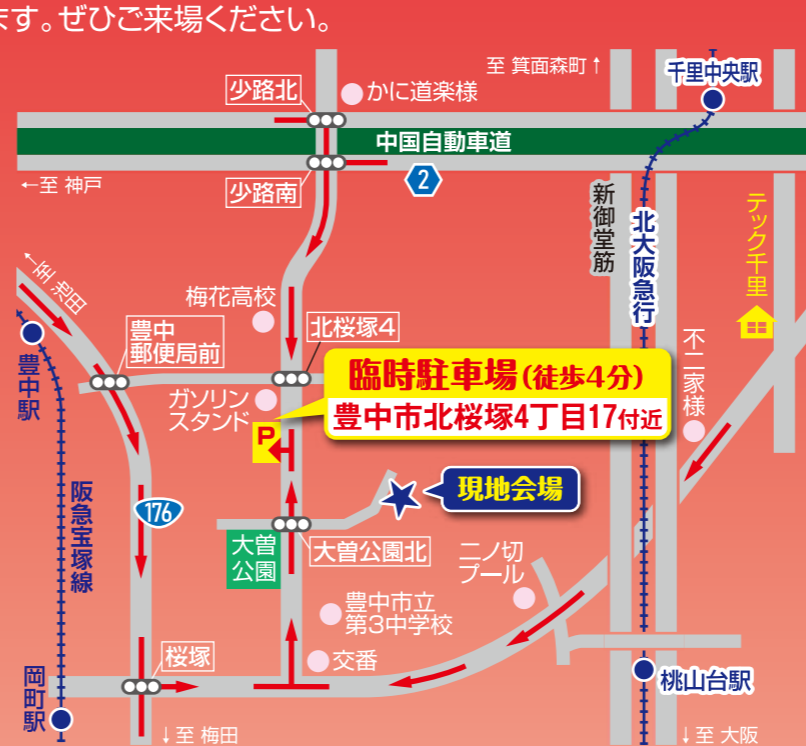 ます。ぜひご来場ください。
至 箕面森町↑
千里中央駅
少路北
かに道楽様
中国自動車道
←至 神戸
少路南
2
新御堂筋
北大阪急行
テック千里
←至 池田
梅花高校
豊中
郵便局前
北桜塚4
不二家様
豊中駅
ガソリン
スタンド
臨時駐車場(徒歩4分)
豊中市北桜塚4丁目17付近
P
阪急宝塚線
176
現地会場
大曽
公園
大曽公園北
二ノ切
プール
豊中市立
第3中学校
桜塚
交番
岡町駅
桃山台駅
↓至 梅田
↓至 大阪